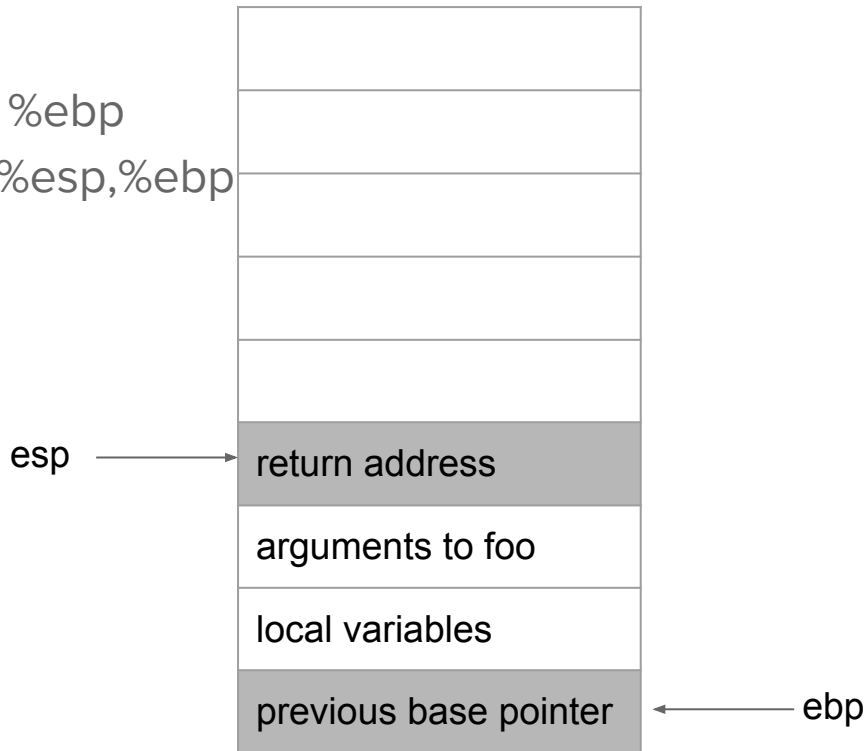 %ebp
%esp,%ebp
esp
return address
arguments to foo
local variables
previous base pointer
ebp